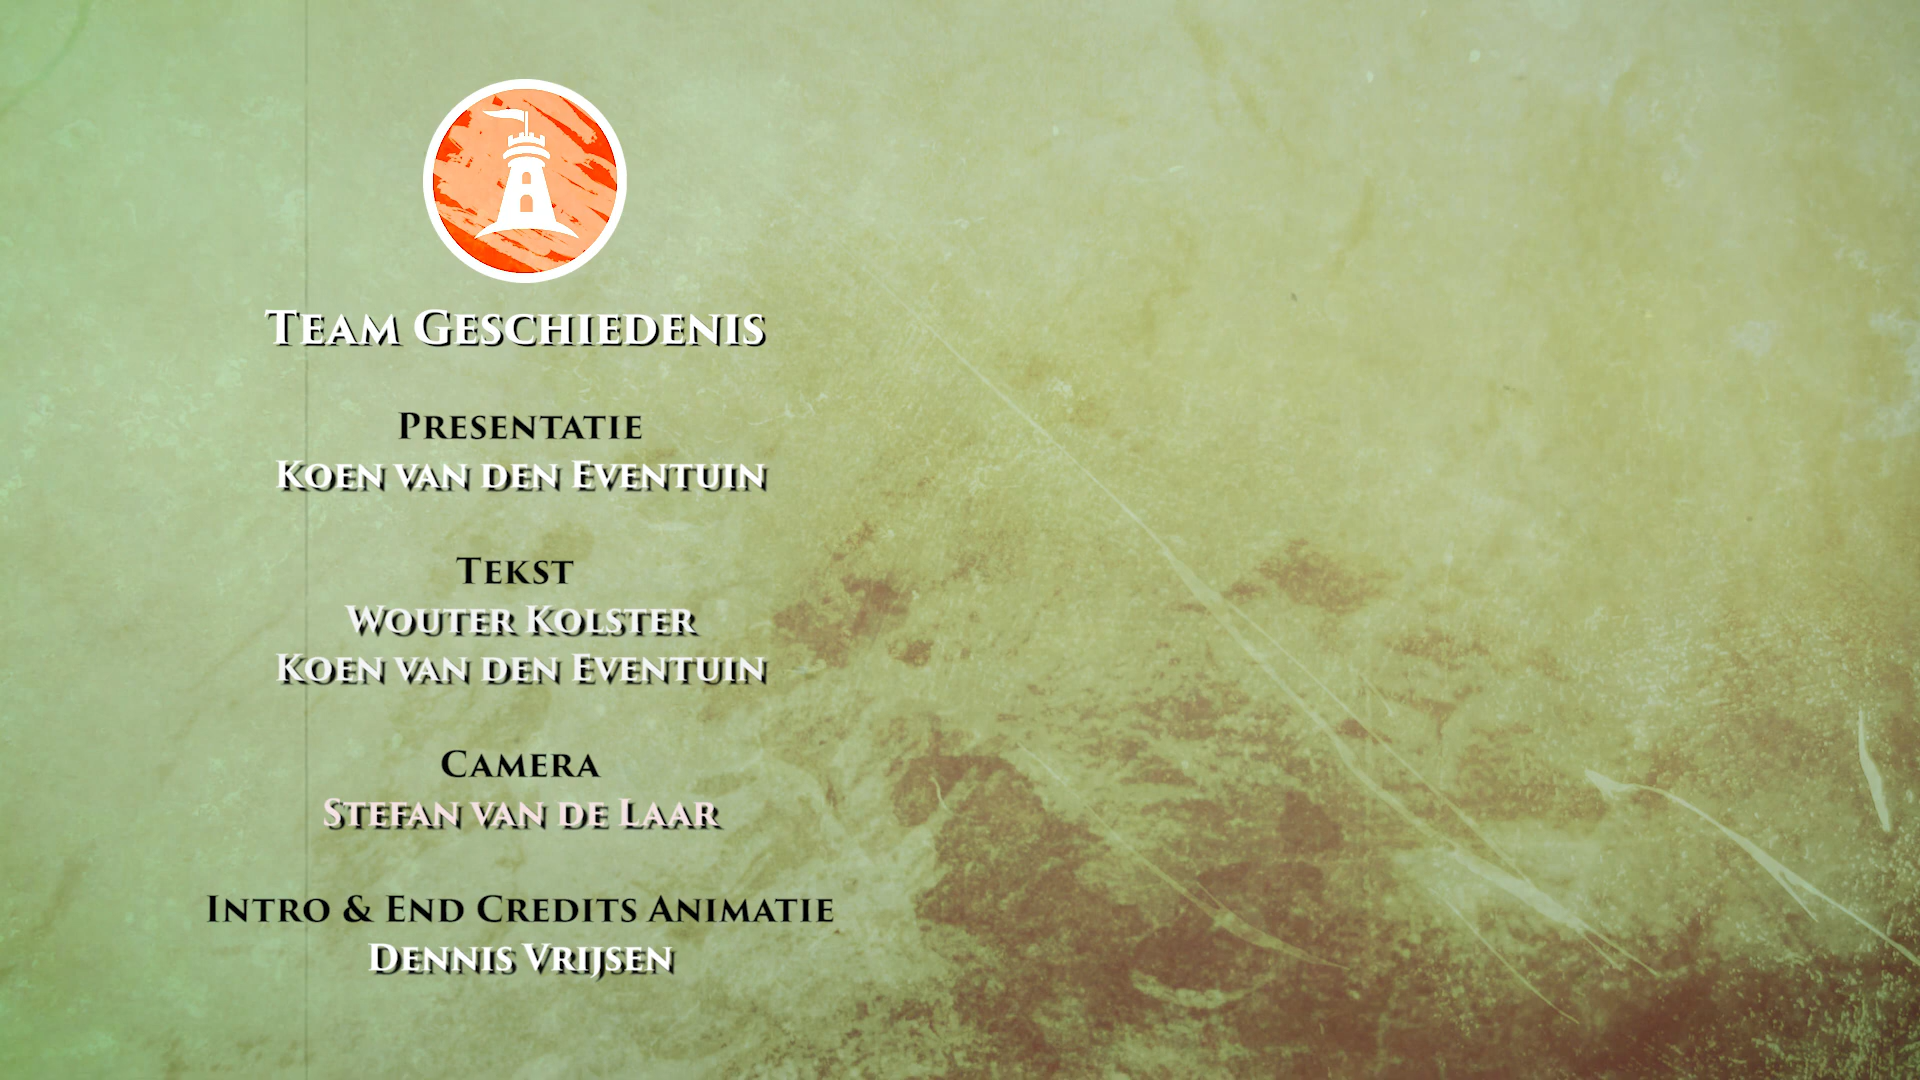 Team Geschiedenis
Presentatie
Koen van den Eventuin
Tekst
Wouter Kolster
Koen van den Eventuin
Camera
Stefan van de Laar
Intro & End Credits Animatie
Dennis Vrijsen